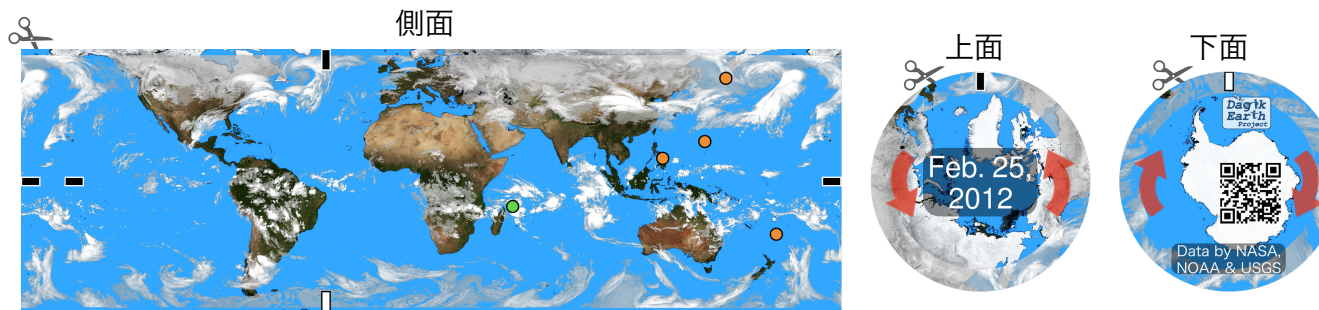 側面
上面
下面
Feb. 25,
2012
Dagik
Earth
Project
Data by NASA,
NOAA & USGS